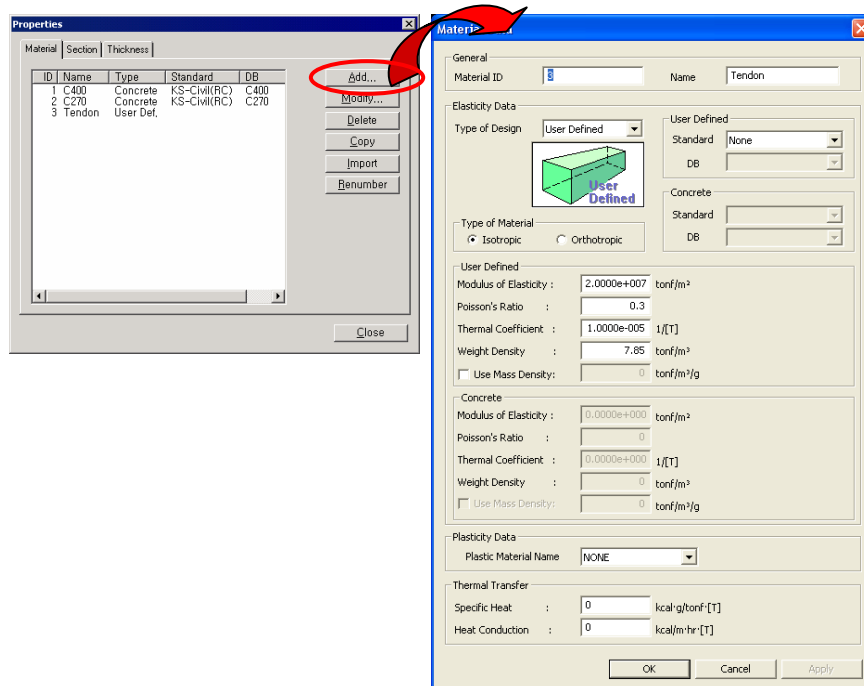 Properties
Material Section Thickness
ID Name Type Standard DB
1 C400 Concrete KS-Civil(RC) C400
2 C270 Concrete KS-Civil(RC) C270
3 Tendon User Def,
Add...
Modify...
Delete
Copy
Import
Renumber
Close
General
Material ID 3 Name Tendon
Elasticity Data
Type of Design User Defined
User Defined
Standard None
DB
User
Defined
Concrete
Standard
DB
Type of Material
Isotropic Orthotropic
User Defined
Modulus of Elasticity : 2.0000e+007 tonf/m²
Poisson's Ratio : 0.3
Thermal Coefficient : 1.0000e-005 1/[T]
Weight Density : 7.85 tonf/m³
Use Mass Density: 0 tonf/m³/g
Concrete
Modulus of Elasticity : 0.0000e+000 tonf/m²
Poisson's Ratio : 0
Thermal Coefficient : 0.0000e+000 1/[T]
Weight Density : 0 tonf/m³
Use Mass Density: 0 tonf/m³/g
Plasticity Data
Plastic Material Name NONE
Thermal Transfer
Specific Heat : 0 kcal·g/tonf·[T]
Heat Conduction : 0 kcal/m·hr·[T]
OK Cancel Apply